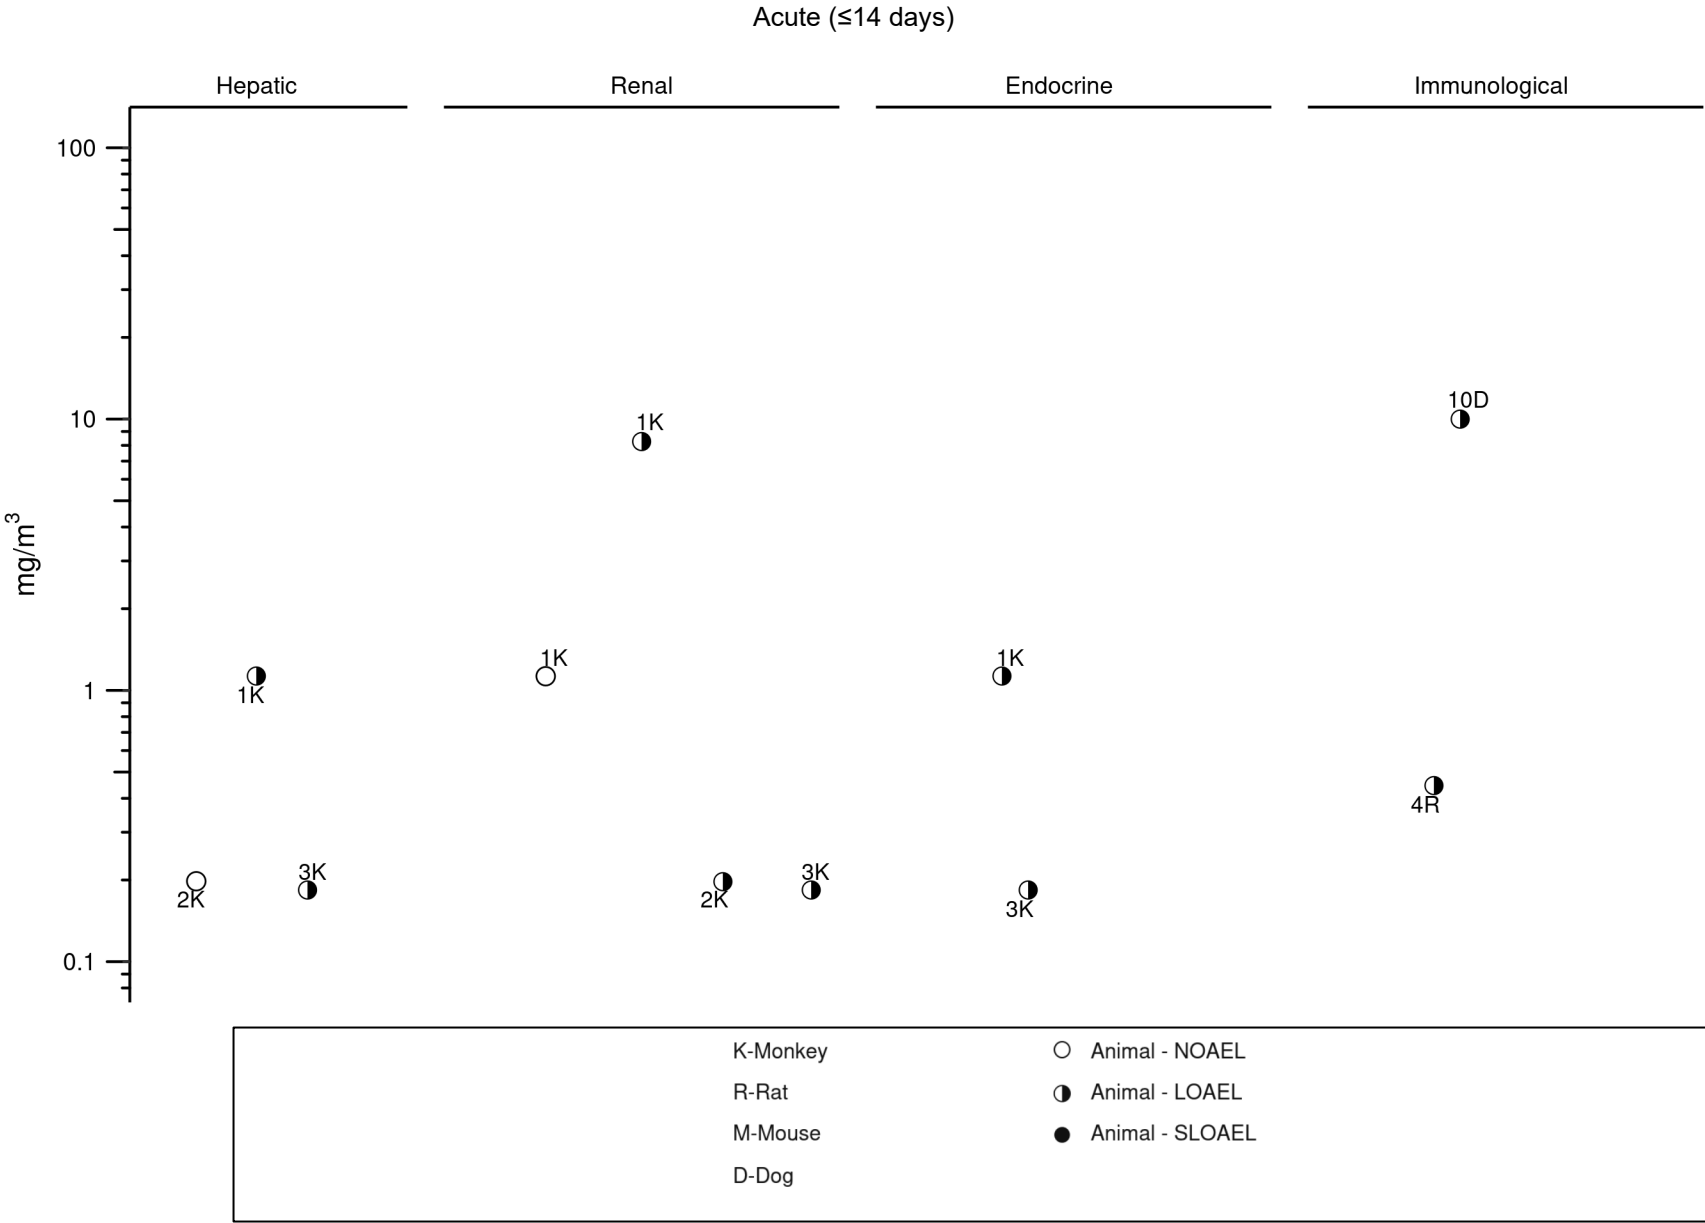 Acute (≤14 days)
Hepatic Renal Endocrine Immunological
mg/m³
100
10
1
0.1
1K
2K
3K
1K
1K
2K
3K
1K
3K
10D
4R
K-Monkey
R-Rat
M-Mouse
D-Dog
Animal - NOAEL
Animal - LOAEL
Animal - SLOAEL